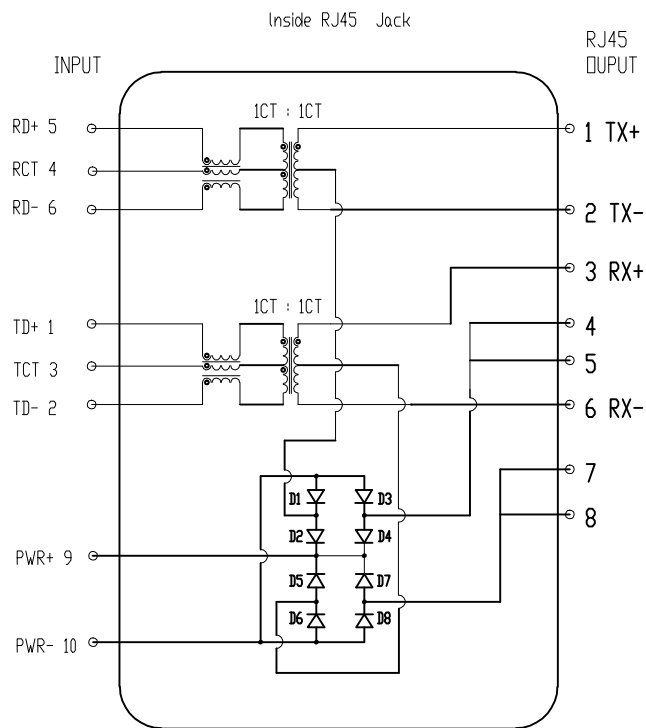 Inside RJ45 Jack
RJ45
OUPUT
INPUT
1CT : 1CT
RD+ 5
1 TX+
RCT 4
RD- 6
2 TX-
3 RX+
1CT : 1CT
TD+ 1
4
TCT 3
5
TD- 2
6 RX-
7
D1
D3
8
D2
D4
PWR+ 9
D5
D7
D6
D8
PWR- 10